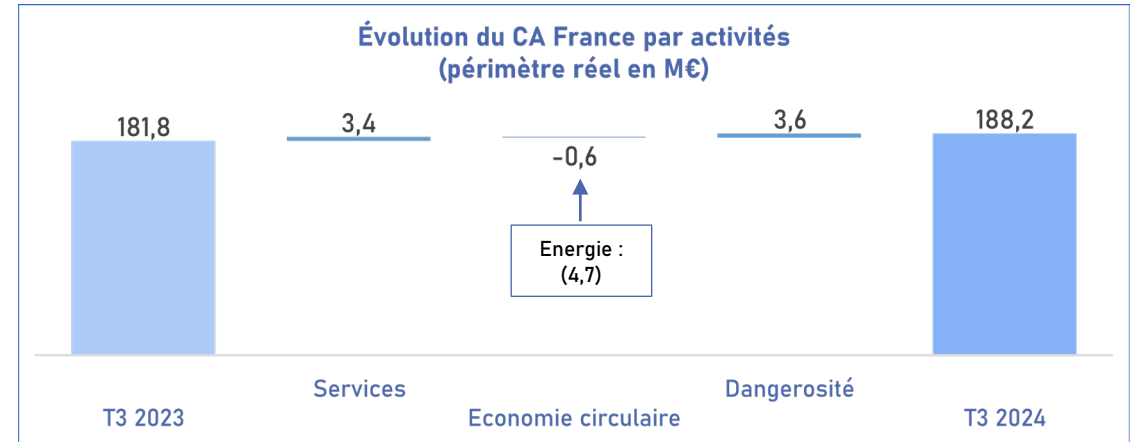 Évolution du CA France par activités
(périmètre réel en M€)
181,8
3,4
-0,6
3,6
188,2
Energie :
(4,7)
Services
Dangerosité
T3 2023
Economie circulaire
T3 2024